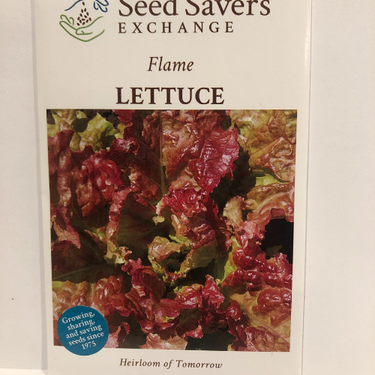 Seed Savers
EXCHANGE
Flame
LETTUCE
Growing,
sharing,
and saving
seeds since
1975
Heirloom of Tomorrow